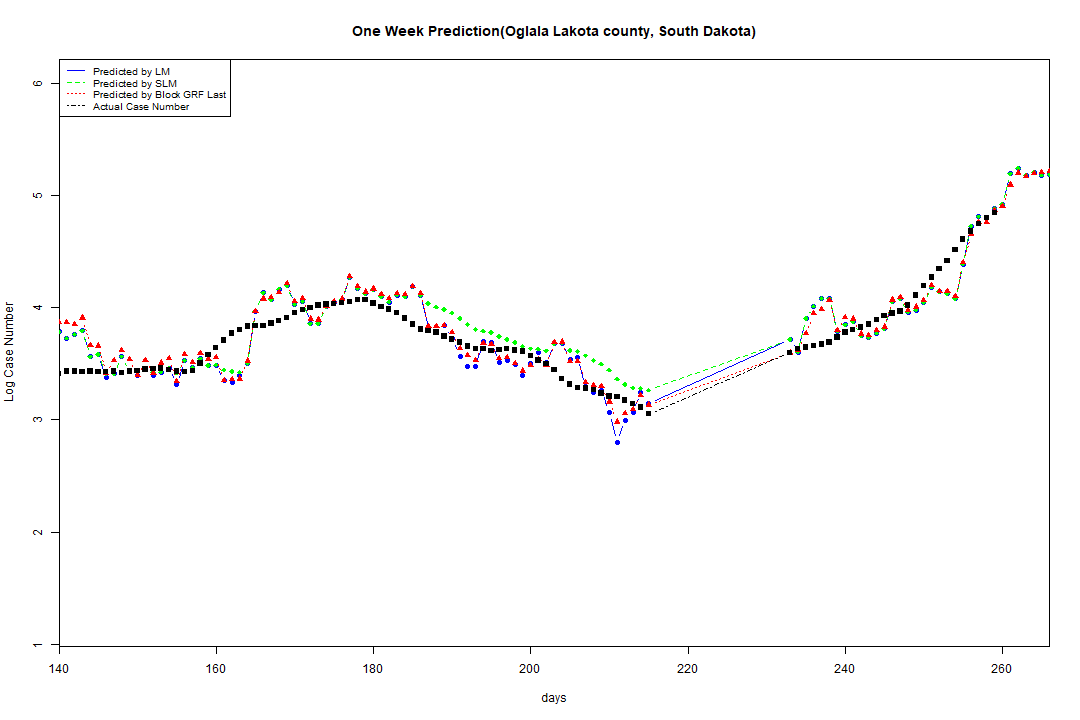 One Week Prediction(Oglala Lakota county, South Dakota)
Predicted by LM
Predicted by SLM
Predicted by Block GRF Last
Actual Case Number
6
5
4
3
2
1
Log Case Number
140 160 180 200 220 240 260
days